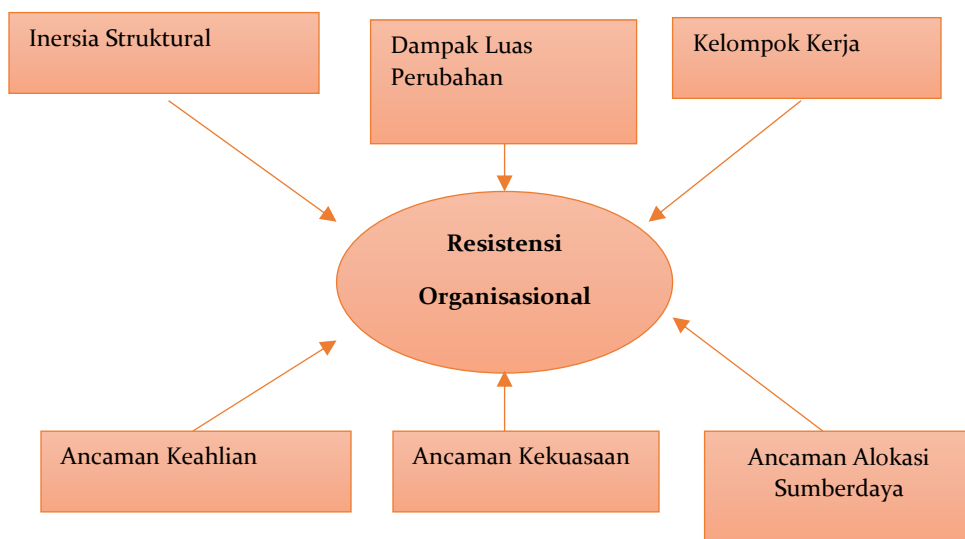 Inersia Struktural
Dampak Luas
Perubahan
Kelompok Kerja
Resistensi
Organisasional
Ancaman Keahlian
Ancaman Kekuasaan
Ancaman Alokasi
Sumberdaya